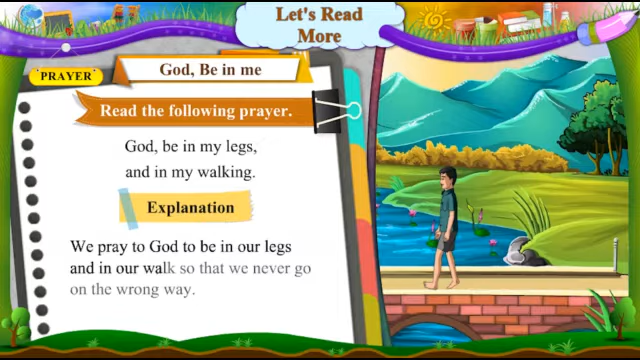 Let's Read
More
PRAYER
God, Be in me
Read the following prayer.
God, be in my legs,
and in my walking.
Explanation
We pray to God to be in our legs
and in our walk so that we never go
on the wrong way.